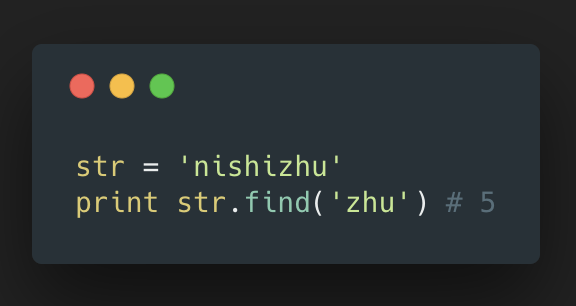 str = 'nishizhu'
print str.find('zhu') # 5